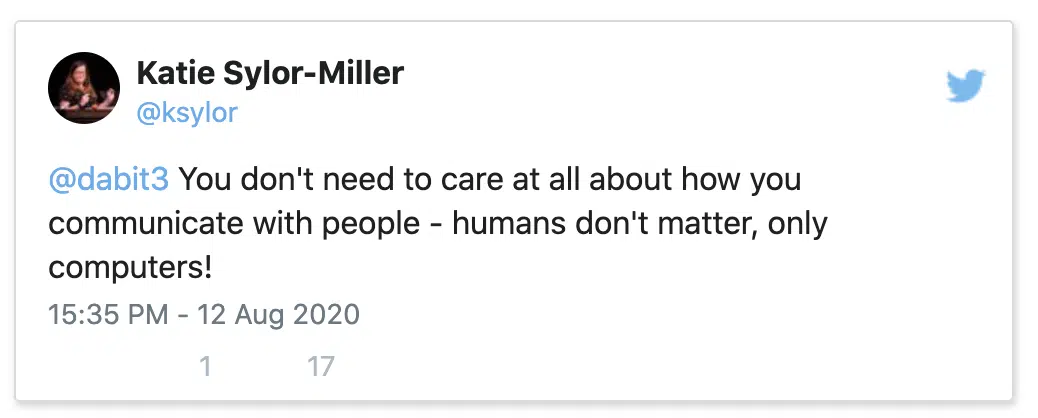 Katie Sylor-Miller
@ksylor
@dabit3 You don't need to care at all about how you
communicate with people - humans don't matter, only
computers!
15:35 PM - 12 Aug 2020
1 17